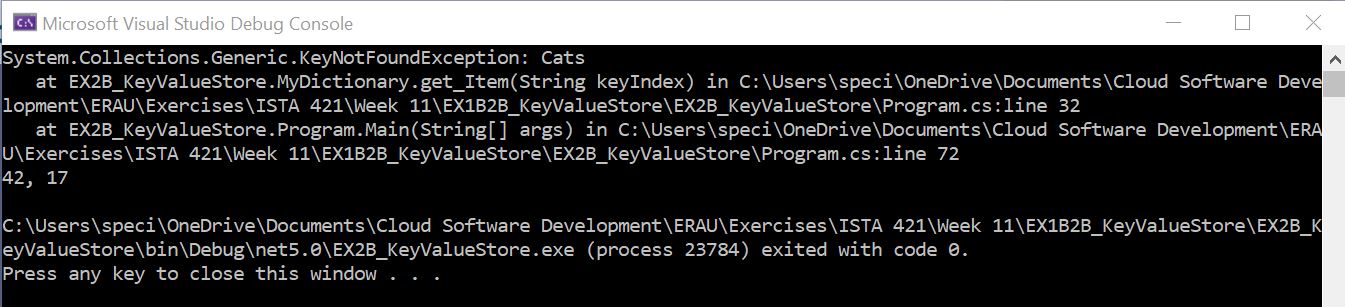 Microsoft Visual Studio Debug Console
System.Collections.Generic.KeyNotFoundException: Cats
   at EX2B_KeyValueStore.MyDictionary.get_Item(String keyIndex) in C:\Users\speci\OneDrive\Documents\Cloud Software Deve
lopment\ERAU\Exercises\ISTA 421\Week 11\EX1B2B_KeyValueStore\EX2B_KeyValueStore\Program.cs:line 32
   at EX2B_KeyValueStore.Program.Main(String[] args) in C:\Users\speci\OneDrive\Documents\Cloud Software Development\ERA
U\Exercises\ISTA 421\Week 11\EX1B2B_KeyValueStore\EX2B_KeyValueStore\Program.cs:line 72
42, 17

C:\Users\speci\OneDrive\Documents\Cloud Software Development\ERAU\Exercises\ISTA 421\Week 11\EX1B2B_KeyValueStore\EX2B_K
eyValueStore\bin\Debug\net5.0\EX2B_KeyValueStore.exe (process 23784) exited with code 0.
Press any key to close this window . . .